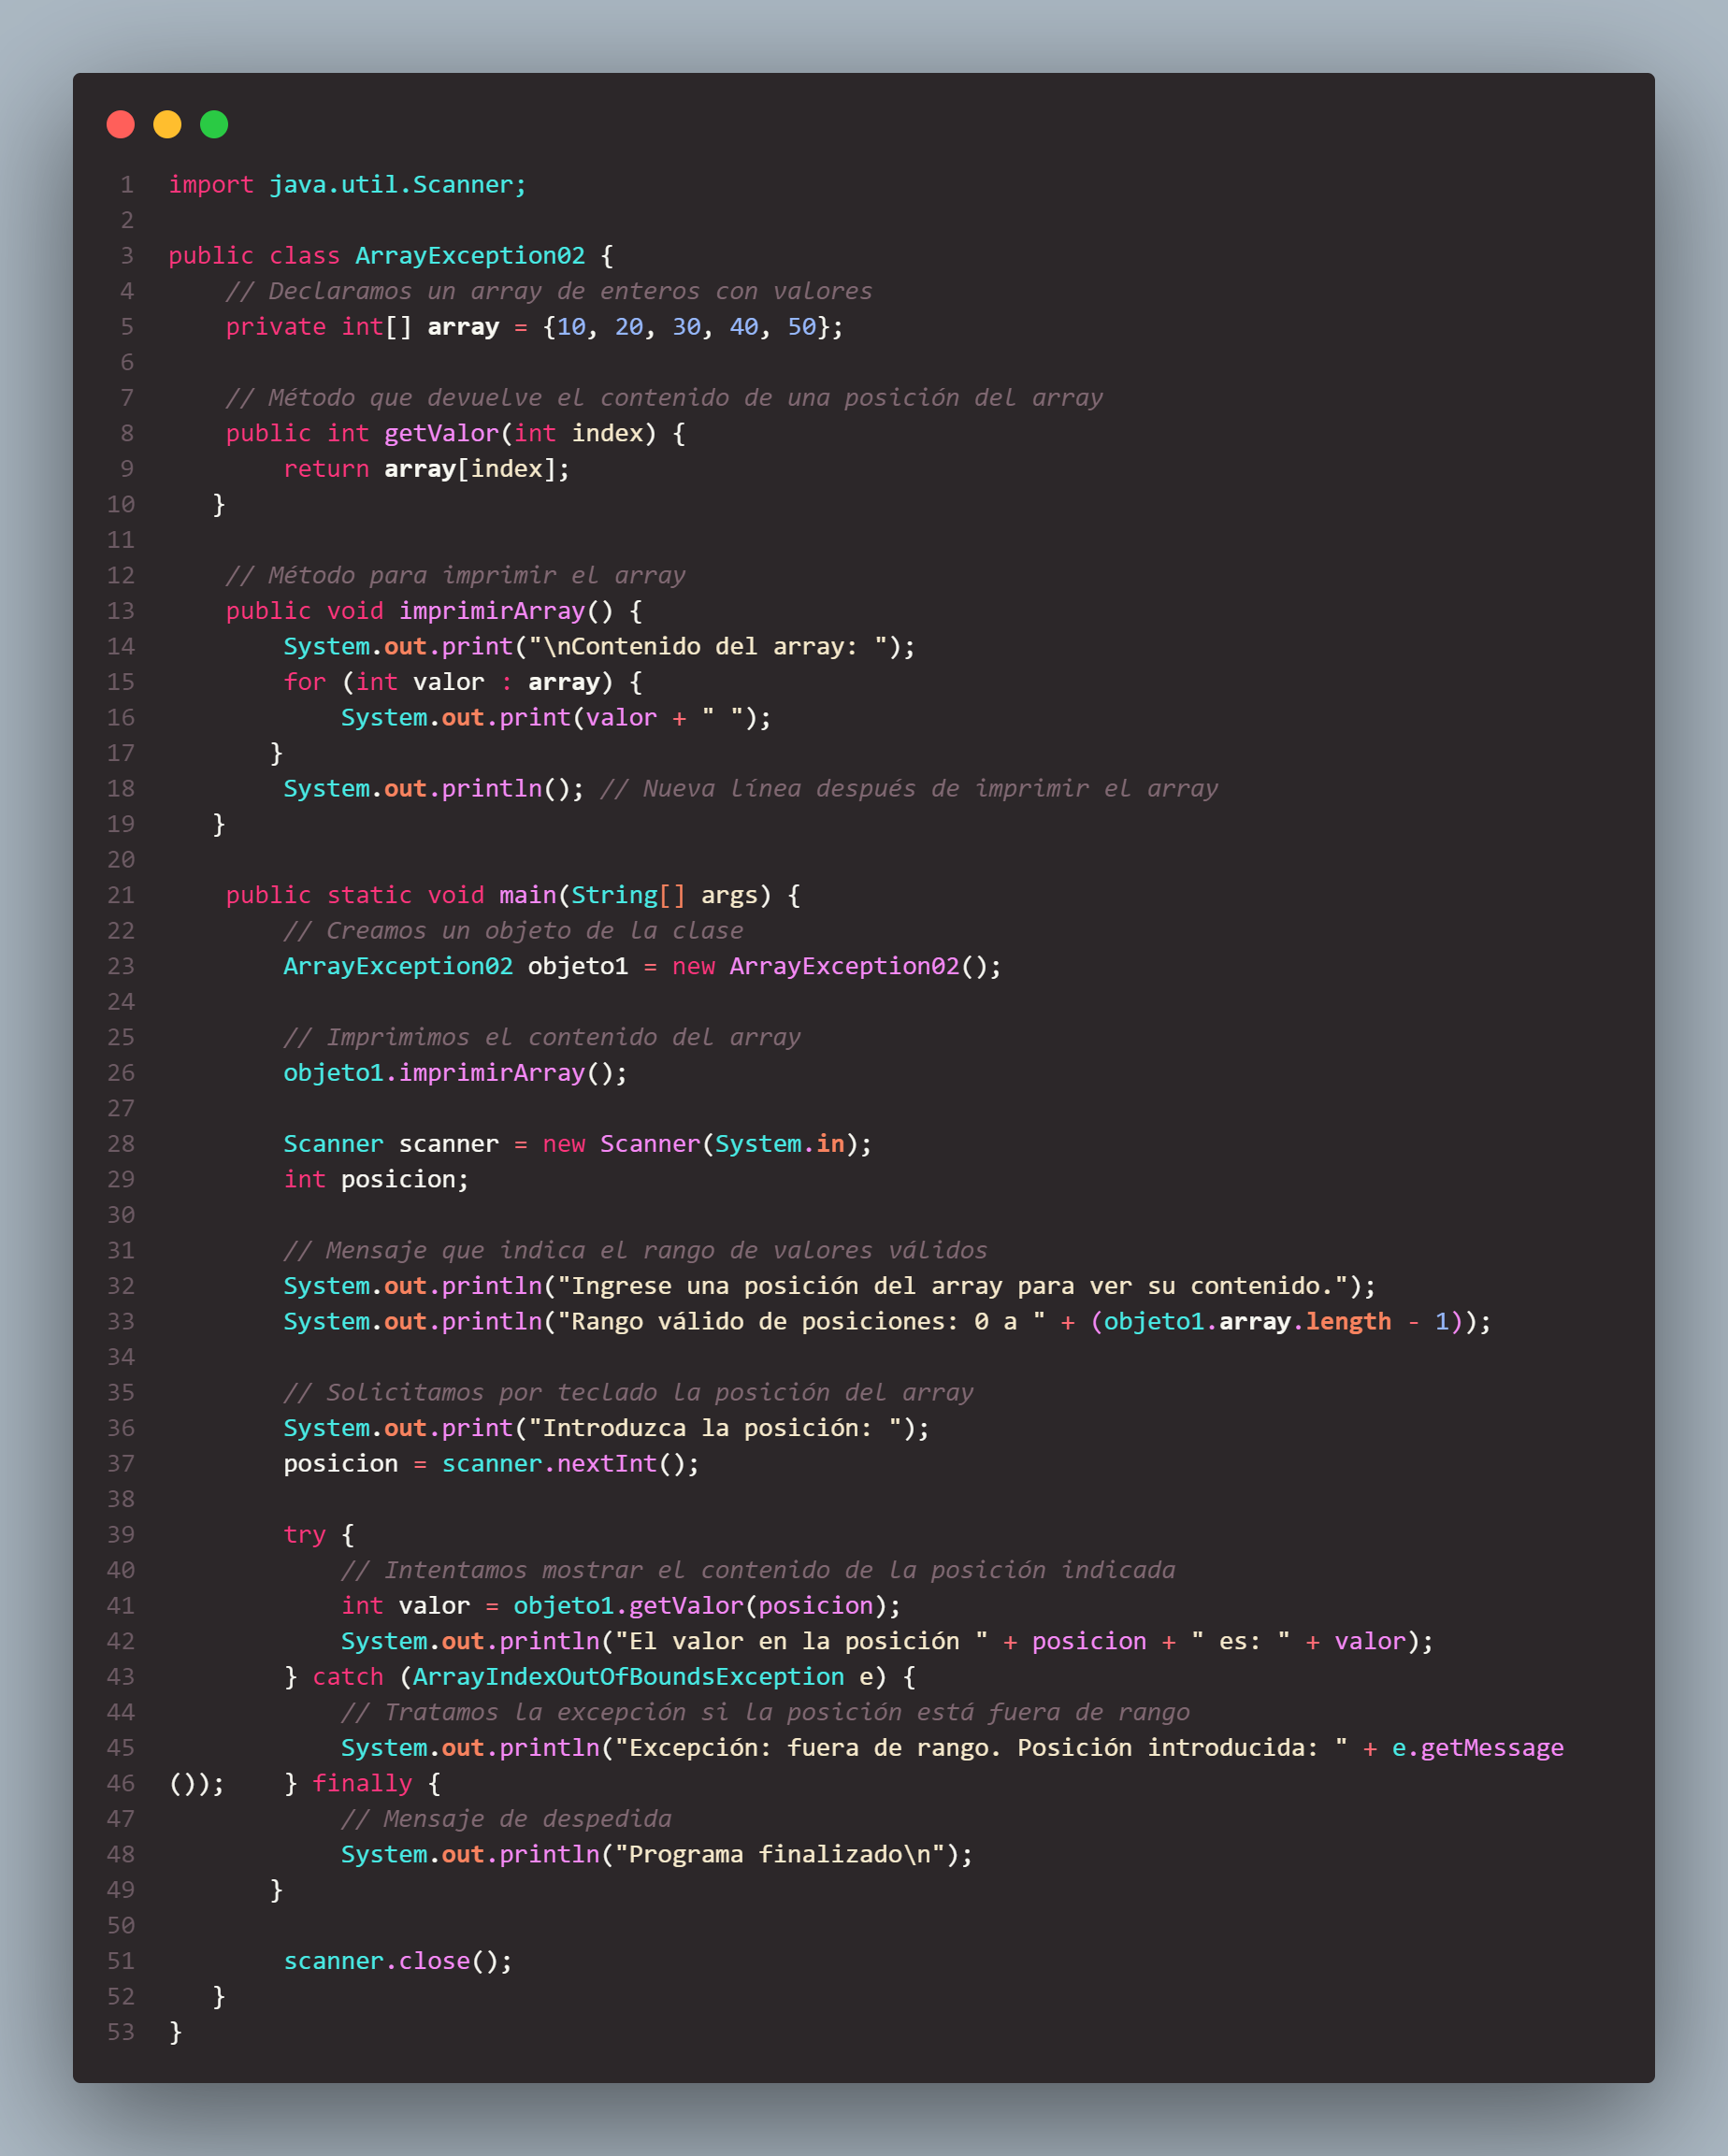 1 import java.util.Scanner;
2
3 public class ArrayException02 {
4     // Declaramos un array de enteros con valores
5     private int[] array = {10, 20, 30, 40, 50};
6
7     // Método que devuelve el contenido de una posición del array
8     public int getValor(int index) {
9         return array[index];
10    }
11
12     // Método para imprimir el array
13     public void imprimirArray() {
14         System.out.print("\nContenido del array: ");
15         for (int valor : array) {
16             System.out.print(valor + " ");
17        }
18         System.out.println(); // Nueva línea después de imprimir el array
19    }
20
21     public static void main(String[] args) {
22         // Creamos un objeto de la clase
23         ArrayException02 objeto1 = new ArrayException02();
24
25         // Imprimimos el contenido del array
26         objeto1.imprimirArray();
27
28         Scanner scanner = new Scanner(System.in);
29         int posicion;
30
31         // Mensaje que indica el rango de valores válidos
32         System.out.println("Ingrese una posición del array para ver su contenido.");
33         System.out.println("Rango válido de posiciones: 0 a " + (objeto1.array.length - 1));
34
35         // Solicitamos por teclado la posición del array
36         System.out.print("Introduzca la posición: ");
37         posicion = scanner.nextInt();
38
39         try {
40             // Intentamos mostrar el contenido de la posición indicada
41             int valor = objeto1.getValor(posicion);
42             System.out.println("El valor en la posición " + posicion + " es: " + valor);
43         } catch (ArrayIndexOutOfBoundsException e) {
44             // Tratamos la excepción si la posición está fuera de rango
45             System.out.println("Excepción: fuera de rango. Posición introducida: " + e.getMessage
46 ());    } finally {
47             // Mensaje de despedida
48             System.out.println("Programa finalizado\n");
49        }
50
51         scanner.close();
52    }
53 }